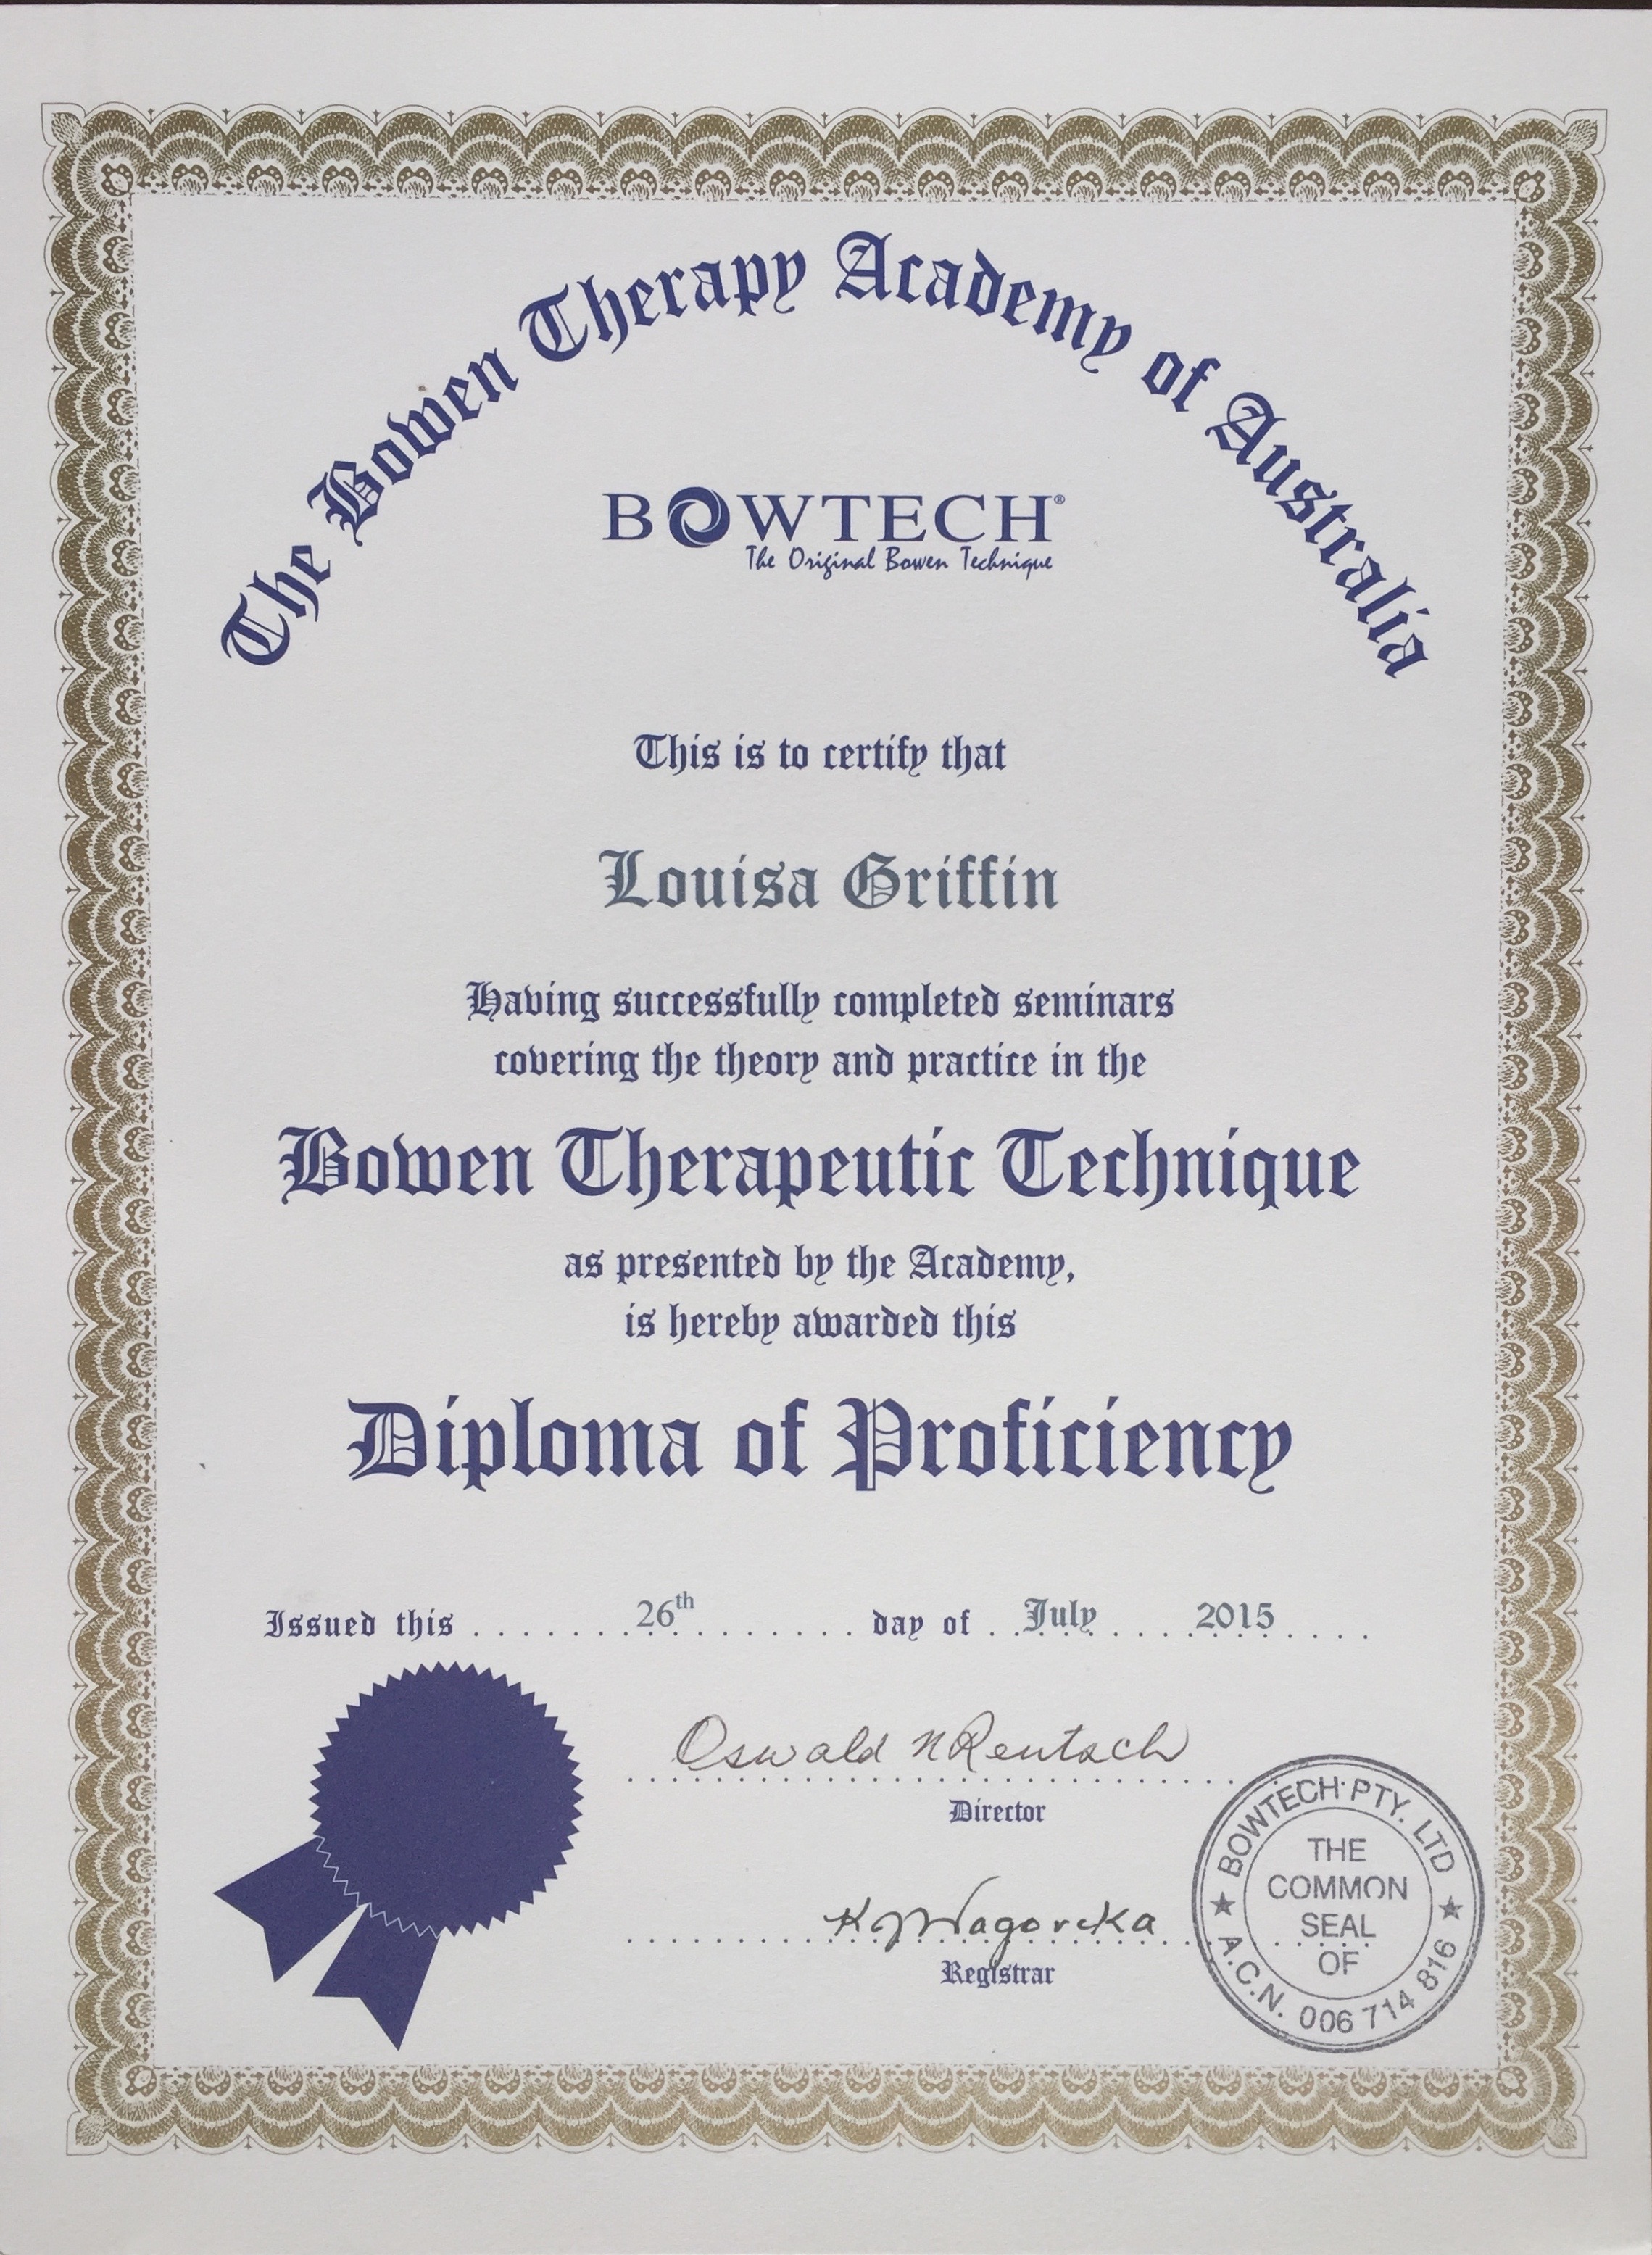 The Bowen Therapy Academy of Australia
BOWTECH®
The Original Bowen Technique
This is to certify that
Louisa Griffin
Having successfully completed seminars
covering the theory and practice in the
Bowen Therapeutic Technique
as presented by the Academy,
is hereby awarded this
Diploma of Proficiency
Issued this 26th day of July 2015
Oswald N Rentsch
Director
K J Wagorcka
Registrar
BOWTECH PTY. LTD
THE
COMMON
SEAL
OF
A.C.N. 006 714 816